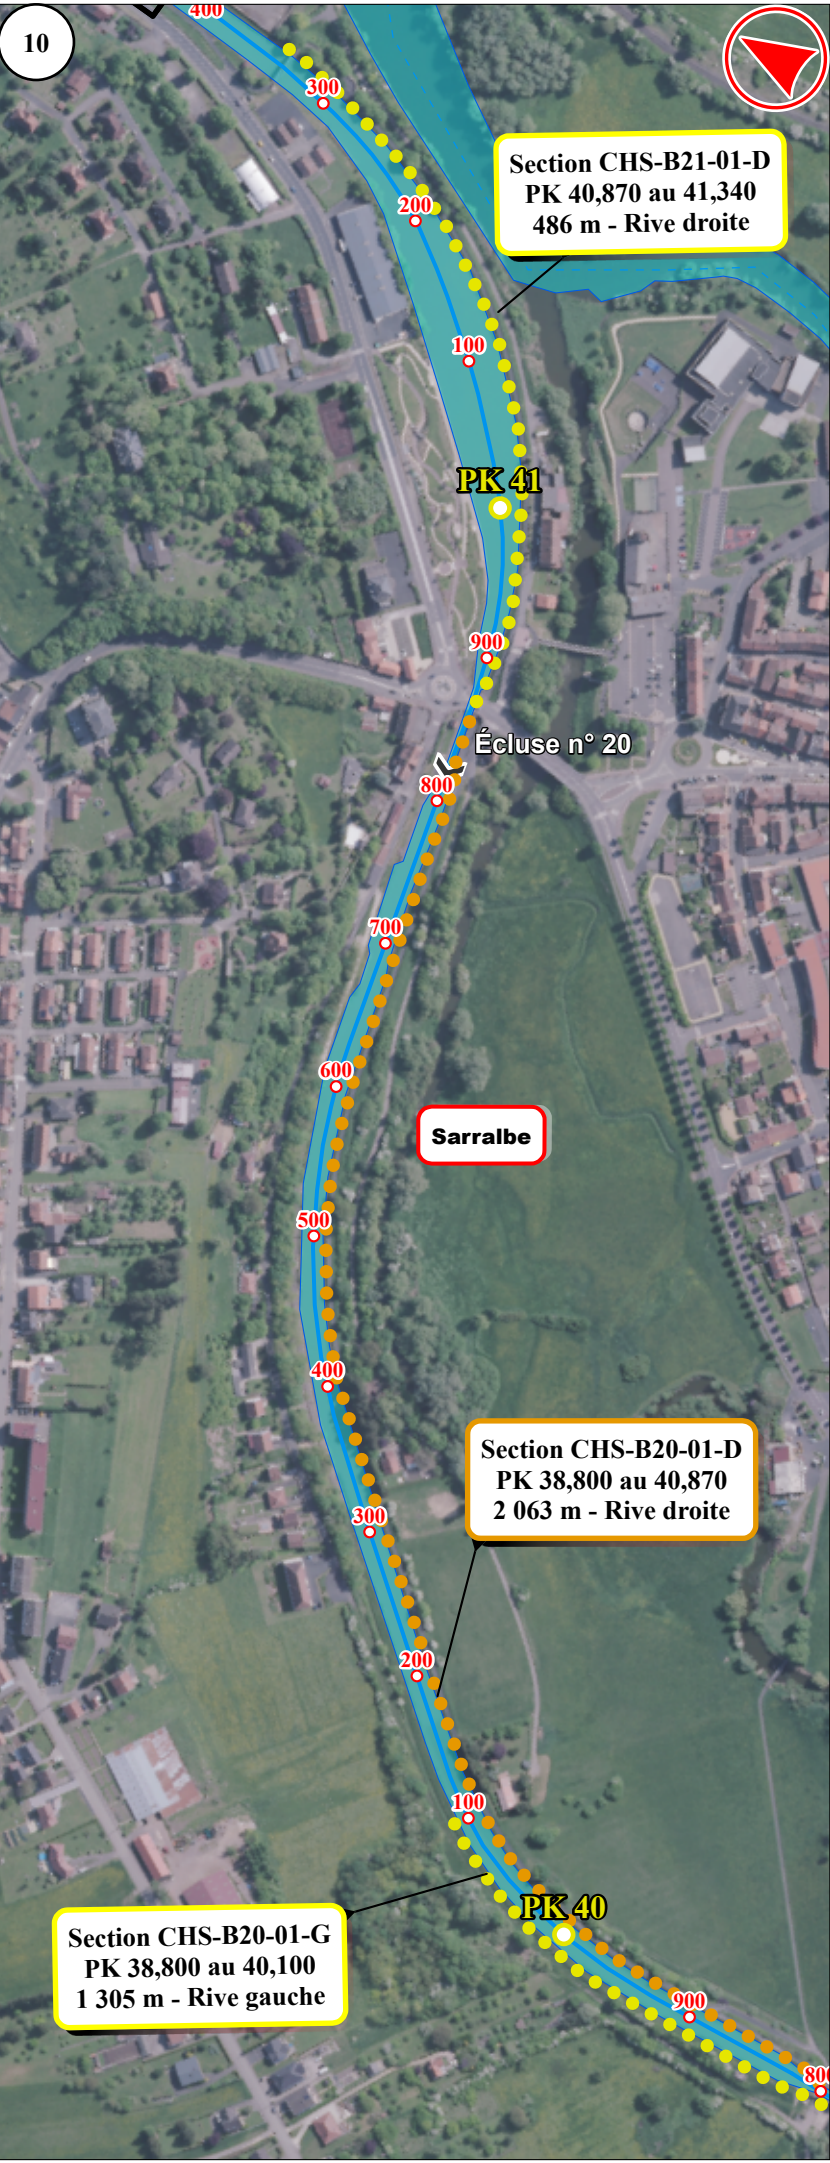 400
10
300
Section CHS-B21-01-D
PK 40,870 au 41,340
486 m - Rive droite
200
100
PK 41
900
Écluse n° 20
800
700
600
Sarralbe
500
400
Section CHS-B20-01-D
PK 38,800 au 40,870
2 063 m - Rive droite
300
200
100
PK 40
Section CHS-B20-01-G
PK 38,800 au 40,100
1 305 m - Rive gauche
900
800